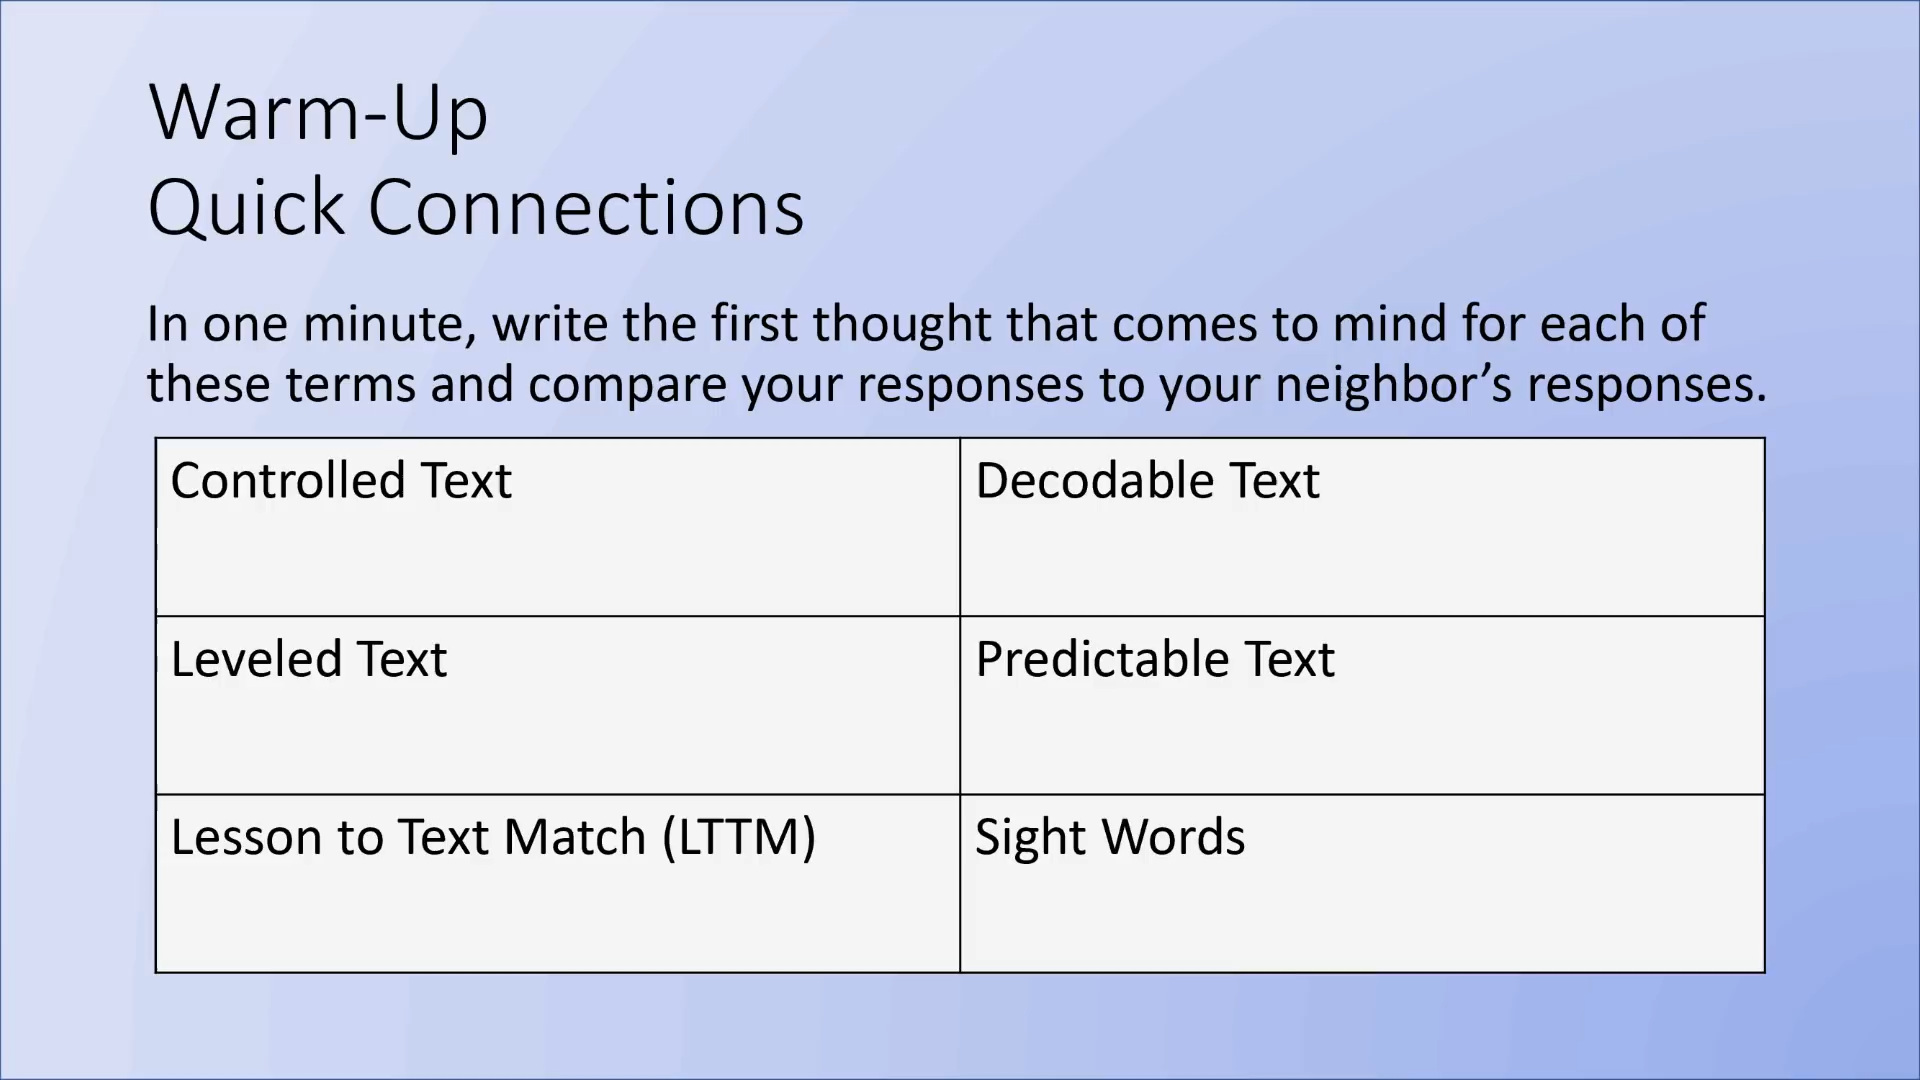 Warm-Up
Quick Connections
In one minute, write the first thought that comes to mind for each of
these terms and compare your responses to your neighbor’s responses.
Controlled Text
Decodable Text
Leveled Text
Predictable Text
Lesson to Text Match (LTTM)
Sight Words